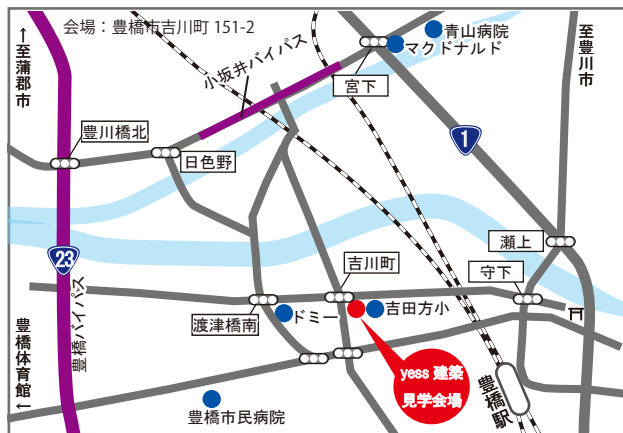 会場：豊橋市吉川町 151-2
青山病院
マクドナルド
↑至蒲郡市
小坂井バイパス
宮下
至豊川市
豊川橋北
日色野
1
瀬上
23
豊橋バイパス
吉川町
守下
渡津橋南
ドミー
吉田方小
豊橋体育館↓
yess 建築
見学会場
豊橋駅
豊橋市民病院